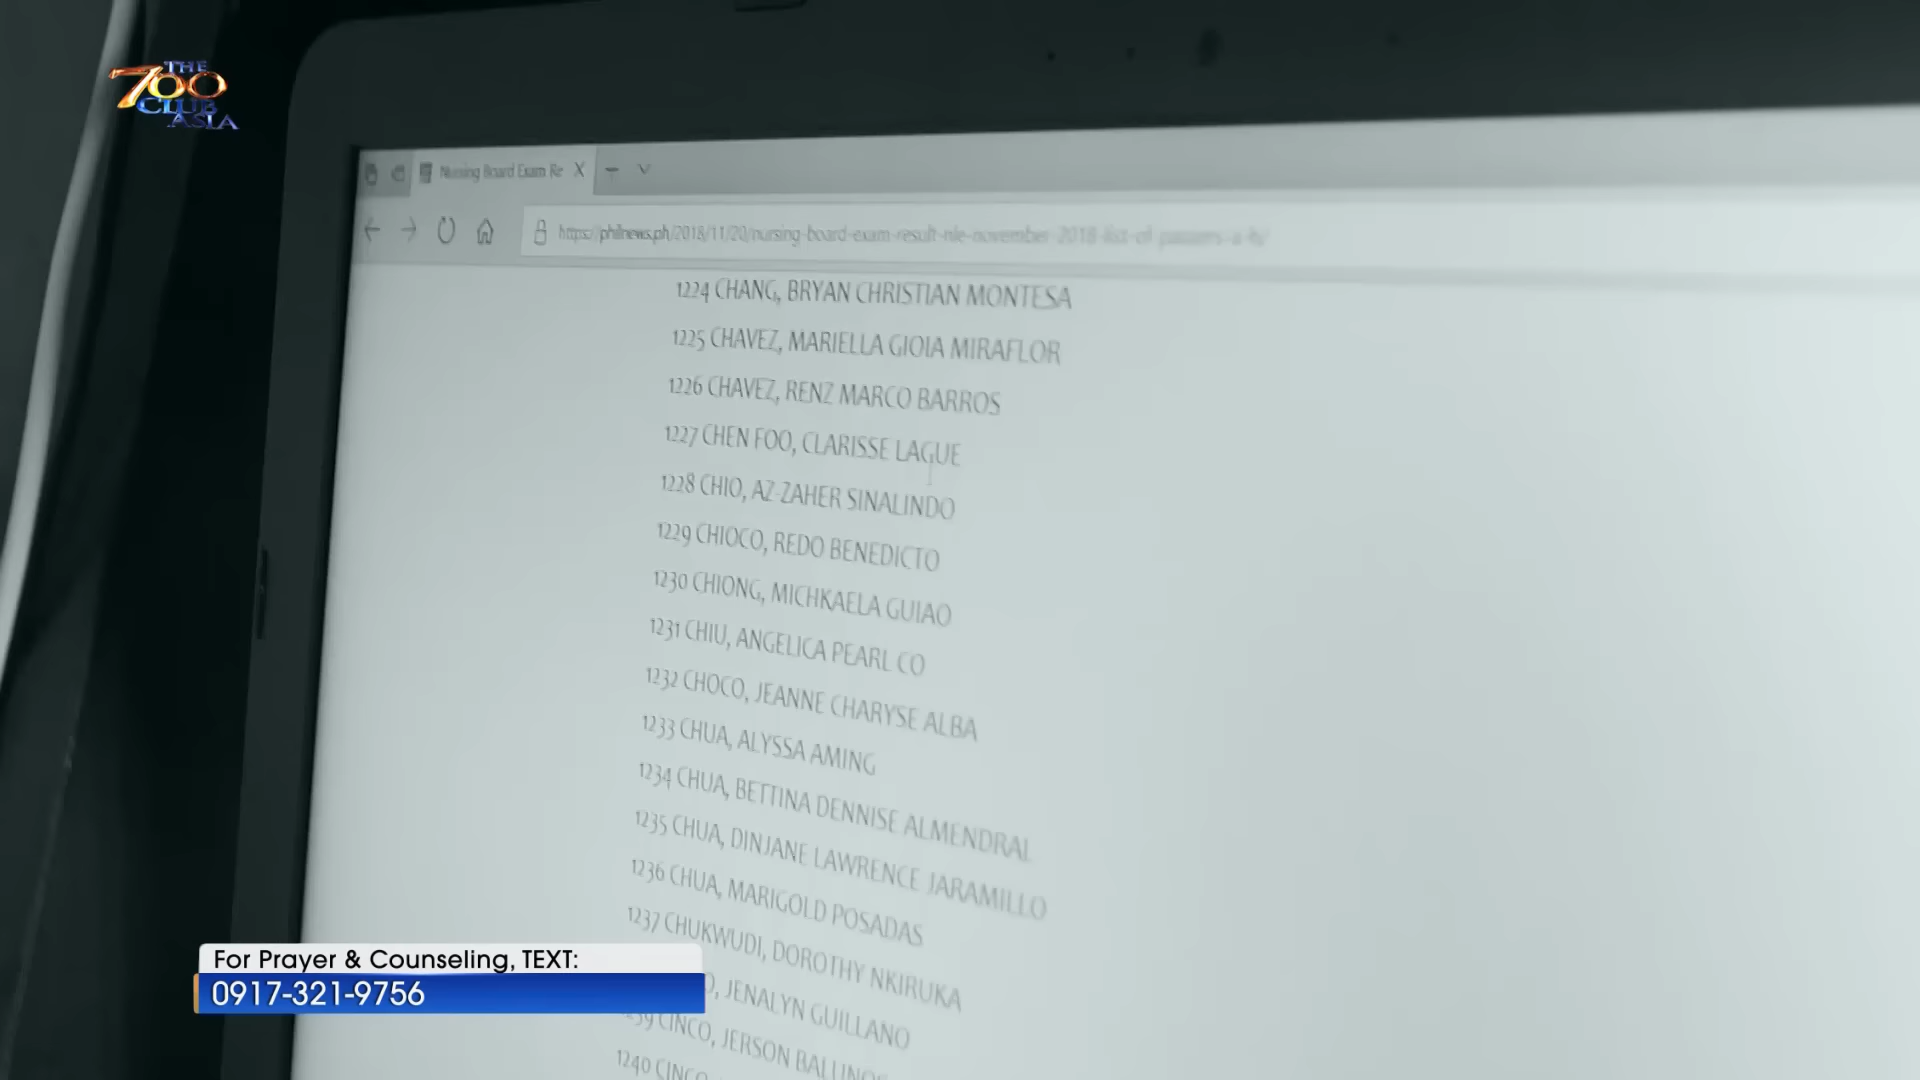 THE
700
CLUB
ASIA
Nursing Board Exam Re
https://philnews.ph/2018/11/20/nursing-board-exam-result-nle-november-2018-list-of-passers-a-b/
1224 CHANG, BRYAN CHRISTIAN MONTESA
1225 CHAVEZ, MARIELLA GIOIA MIRAFLOR
1226 CHAVEZ, RENZ MARCO BARROS
1227 CHEN FOO, CLARISSE LAGUE
1228 CHIO, AZ-ZAHER SINALINDO
1229 CHIOCO, REDO BENEDICTO
1230 CHIONG, MICHKAELA GUIAO
1231 CHIU, ANGELICA PEARL CO
1232 CHOCO, JEANNE CHARYSE ALBA
1233 CHUA, ALYSSA AMING
1234 CHUA, BETTINA DENNISE ALMENDRAL
1235 CHUA, DINJANE LAWRENCE JARAMILLO
1236 CHUA, MARIGOLD POSADAS
1237 CHUKWUDI, DOROTHY NKIRUKA
JENALYN GUILLANO
CINCO, JERSON
1240 CINCO
For Prayer & Counseling, TEXT:
0917-321-9756